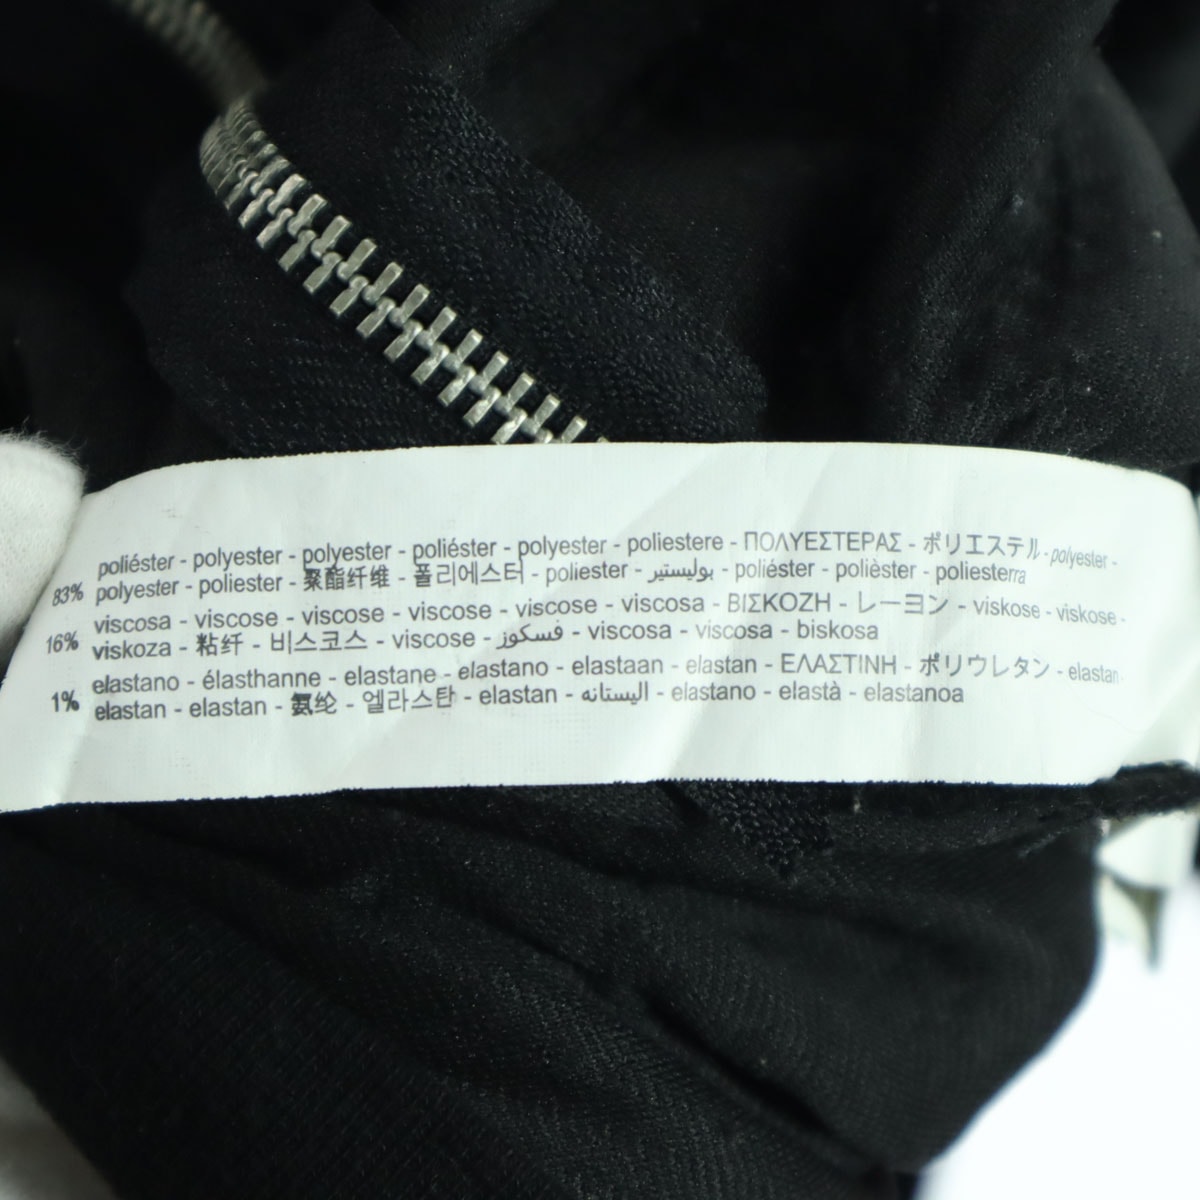 83% poliéster - polyester - polyester - poliéster - polyester - poliestere - ΠΟΛΥΕΣΤΕΡΑΣ - ポリエステル - polyester -
polyester - poliester - 聚酯纤维 - 폴리에스터 - poliester - بوليستير - poliéster - polièster - poliesterra
16% viscosa - viscose - viscose - viscose - viscose - viscosa - ΒΙΣΚΟΖΗ - レーヨン - viskose - viskose -
viskoza - 粘纤 - 비스코스 - viscose - فسكوز - viscosa - viscosa - biskosa
1% elastano - élasthanne - elastane - elastano - elastaan - elastan - ΕΛΑΣΤΙΝΗ - ポリウレタン - elastan -
elastan - elastan - 氨纶 - 엘라스탄 - elastan - اليستانه - elastano - elastà - elastanoa